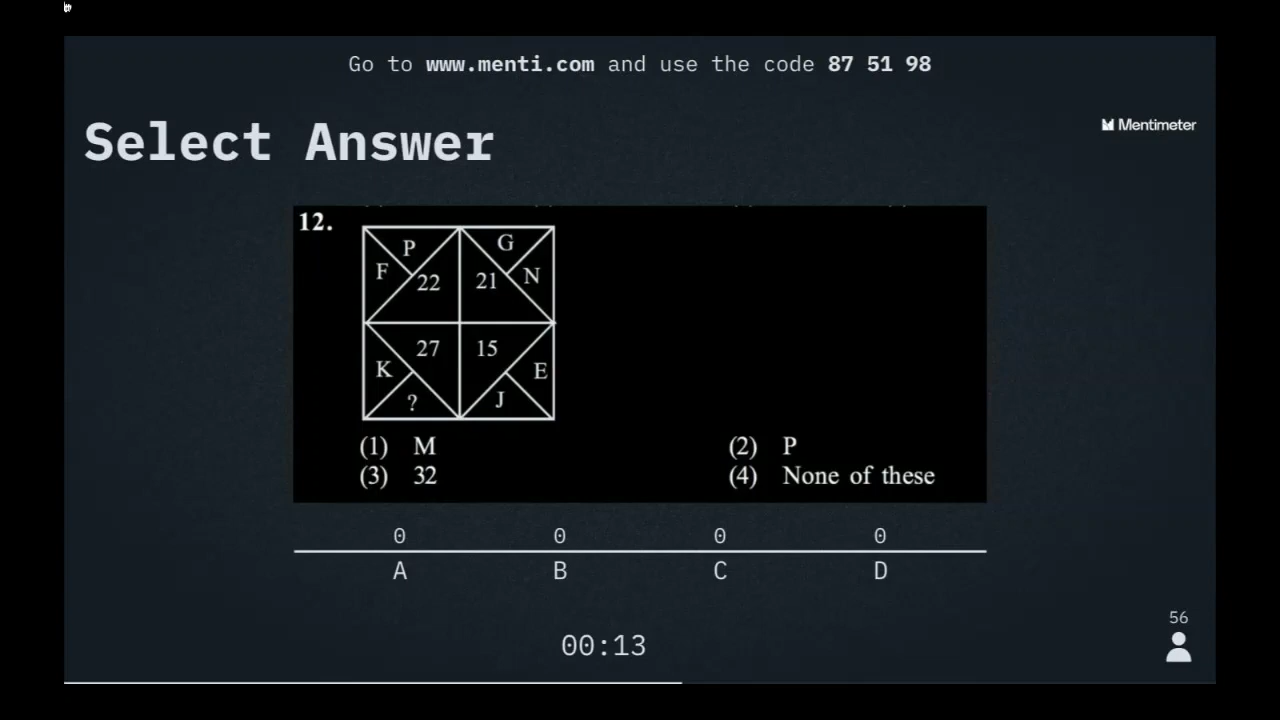 Go to www.menti.com and use the code 87 51 98
Select Answer
Mentimeter
12.
P G
F 22 21 N
27 15
K E
? J
(1) M (2) P
(3) 32 (4) None of these
0 0 0 0
A B C D
56
00:13